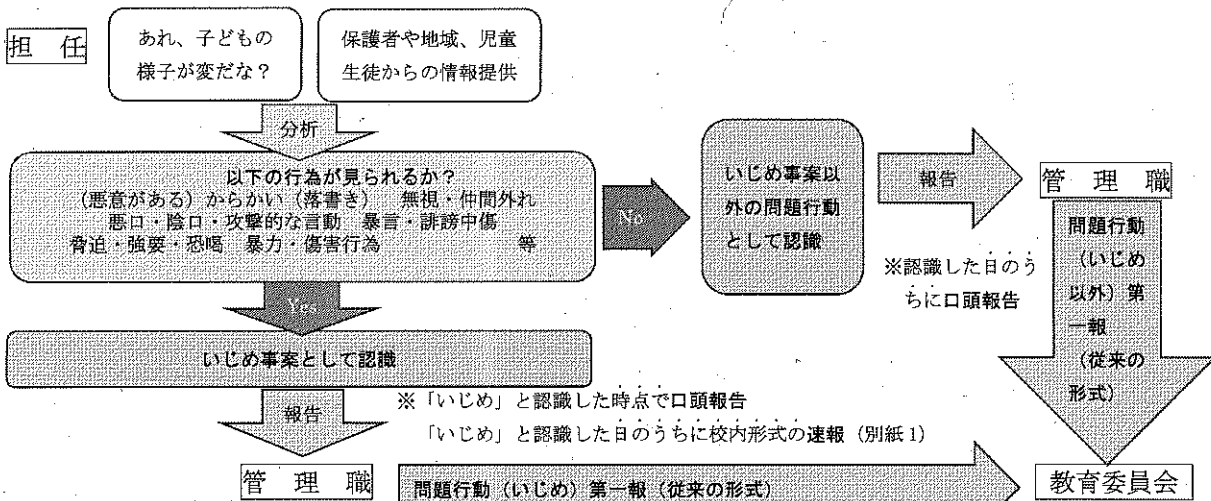 担 任
あれ、子どもの
様子が変だな？
保護者や地域、児童
生徒からの情報提供
分析
以下の行為が見られるか？
(悪意がある）からかい（落書き） 無視・仲間外れ
悪口・陰口・攻撃的な言動 暴言・誹謗中傷
脅迫・強要・恐喝 暴力・傷害行為 等
No
いじめ事案以
外の問題行動
として認識
報告
※認識した日のう
ちに口頭報告
管 理 職
問題行動
（いじめ
以外）第
一報
（従来の
形式）
Yes
いじめ事案として認識
報告
※「いじめ」と認識した時点で口頭報告
「いじめ」と認識した日のうちに校内形式の速報（別紙1）
管 理 職
問題行動（いじめ）第一報（従来の形式）
教育委員会